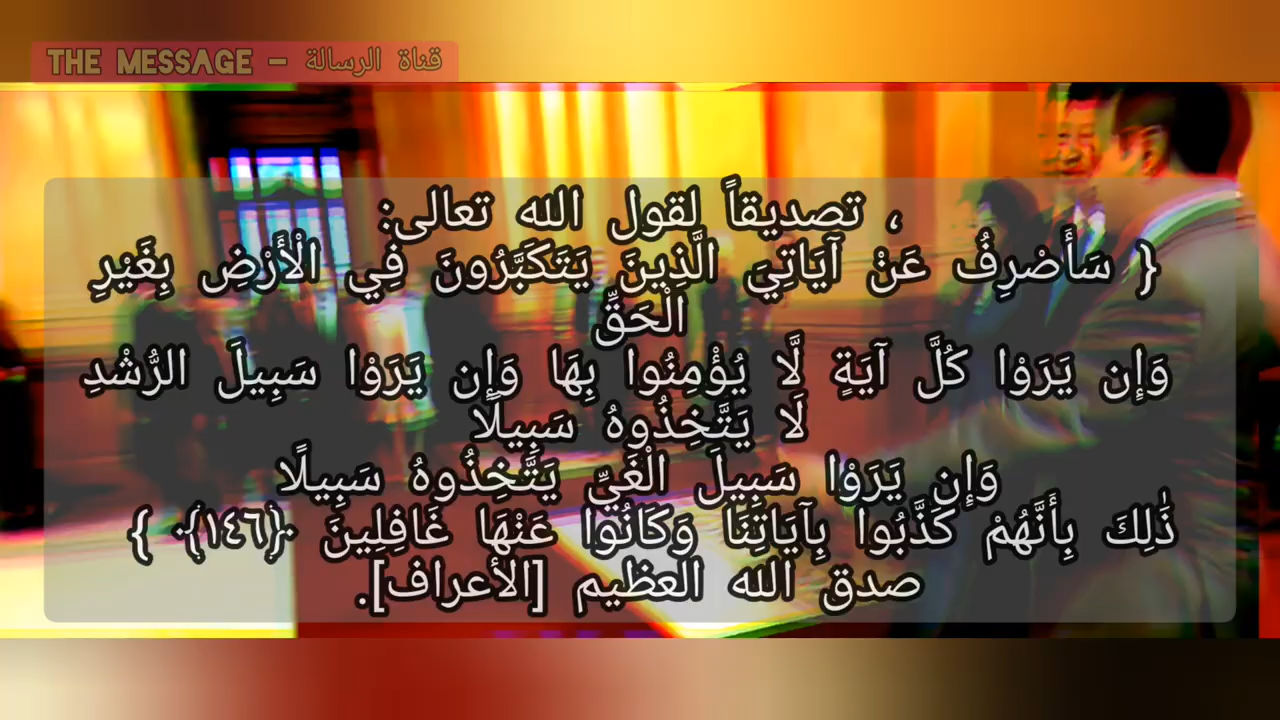 THE MESSAGE - قناة الرسالة
، تصديقاً لقول الله تعالى:
{ سَأَصْرِفُ عَنْ آيَاتِيَ الَّذِينَ يَتَكَبَّرُونَ فِي الْأَرْضِ بِغَيْرِ
الْحَقِّ
وَإِن يَرَوْا كُلَّ آيَةٍ لَّا يُؤْمِنُوا بِهَا وَإِن يَرَوْا سَبِيلَ الرُّشْدِ
لَا يَتَّخِذُوهُ سَبِيلًا
وَإِن يَرَوْا سَبِيلَ الْغَيِّ يَتَّخِذُوهُ سَبِيلًا
ذَٰلِكَ بِأَنَّهُمْ كَذَّبُوا بِآيَاتِنَا وَكَانُوا عَنْهَا غَافِلِينَ ﴿١٤٦﴾ }
صدق الله العظيم [الأعراف].